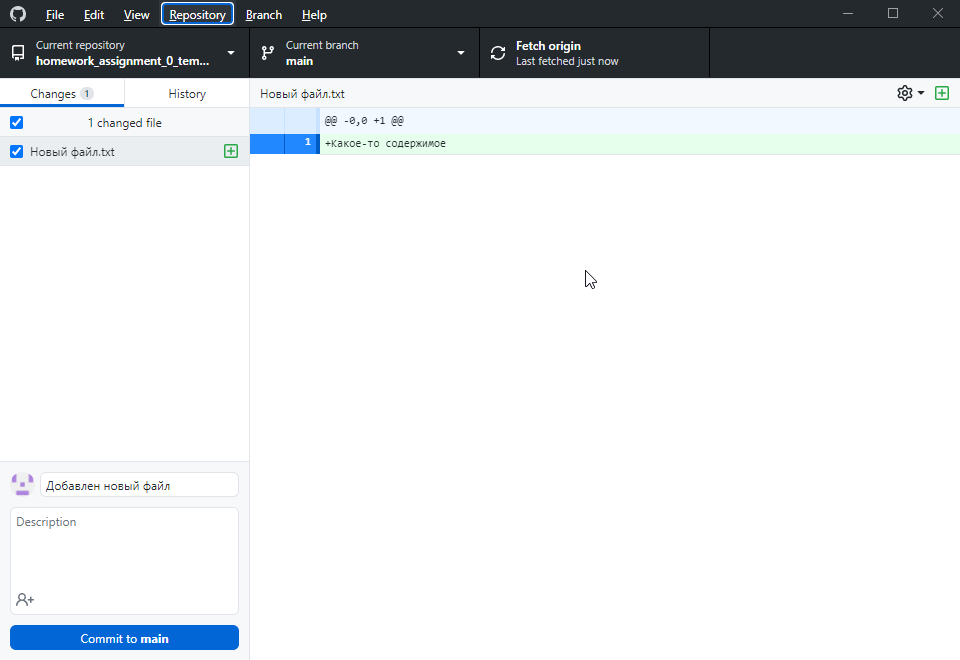 File Edit View Repository Branch Help
Current repository
homework_assignment_0_tem...
Current branch
main
Fetch origin
Last fetched just now
Changes 1
History
1 changed file
Новый файл.txt
Новый файл.txt
@@ -0,0 +1 @@
1 +Какое-то содержимое
Добавлен новый файл
Description
Commit to main